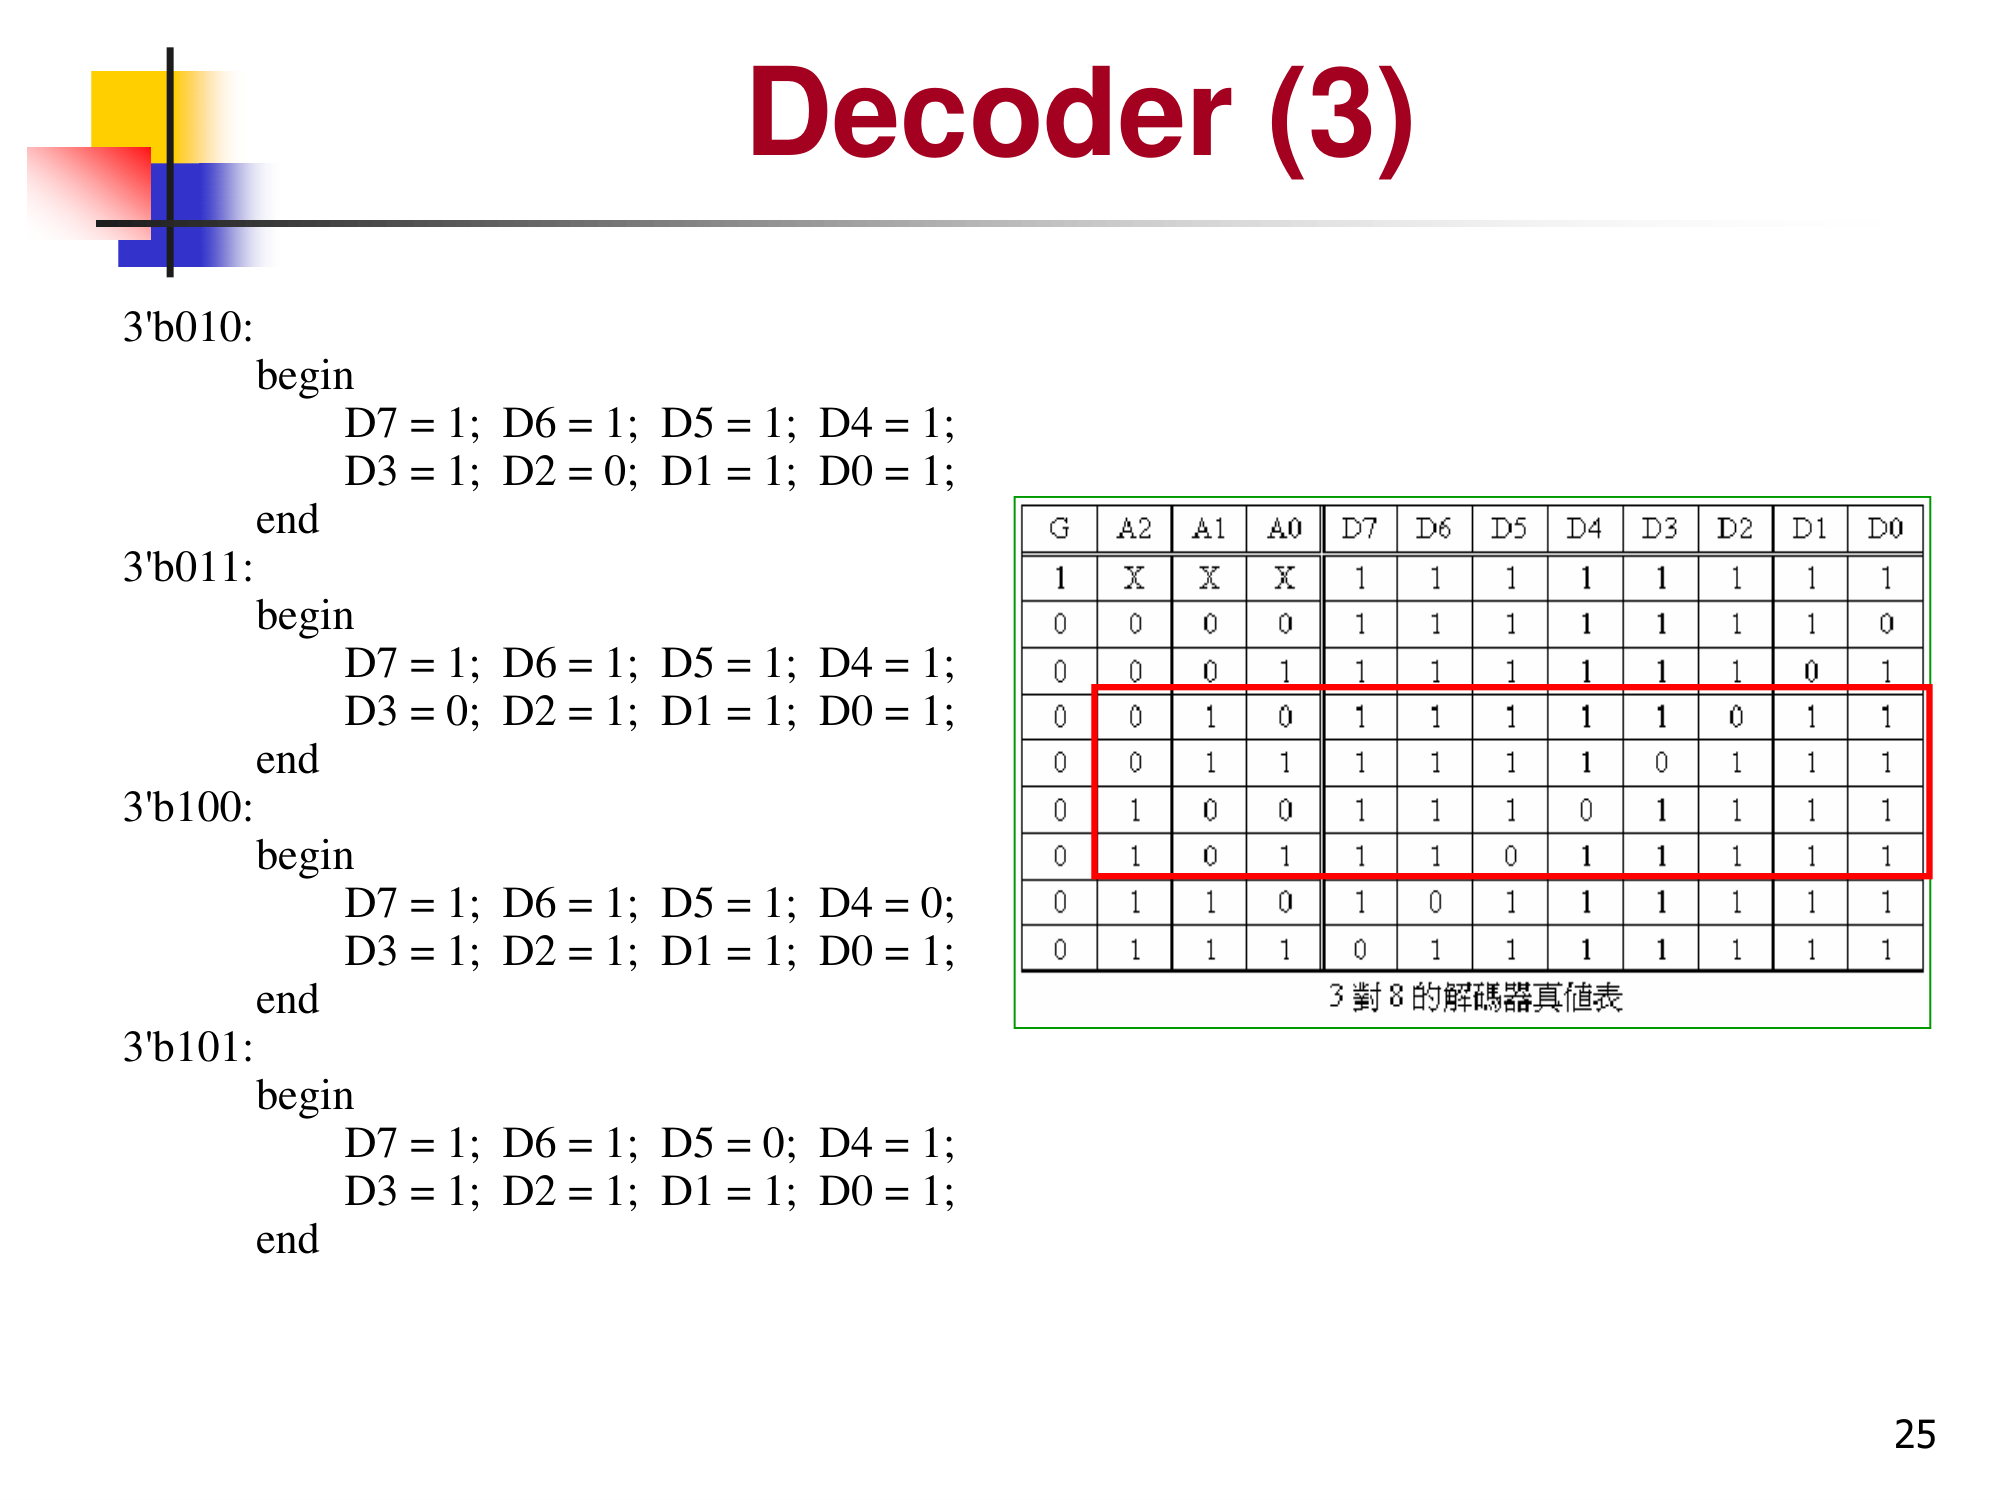 Decoder (3)
3'b010:
begin
D7 = 1; D6 = 1; D5 = 1; D4 = 1;
D3 = 1; D2 = 0; D1 = 1; D0 = 1;
end
3'b011:
begin
D7 = 1; D6 = 1; D5 = 1; D4 = 1;
D3 = 0; D2 = 1; D1 = 1; D0 = 1;
end
3'b100:
begin
D7 = 1; D6 = 1; D5 = 1; D4 = 0;
D3 = 1; D2 = 1; D1 = 1; D0 = 1;
end
3'b101:
begin
D7 = 1; D6 = 1; D5 = 0; D4 = 1;
D3 = 1; D2 = 1; D1 = 1; D0 = 1;
end
G A2 A1 A0 D7 D6 D5 D4 D3 D2 D1 D0
1 X X X 1 1 1 1 1 1 1 1
0 0 0 0 1 1 1 1 1 1 1 0
0 0 0 1 1 1 1 1 1 1 0 1
0 0 1 0 1 1 1 1 1 0 1 1
0 0 1 1 1 1 1 1 0 1 1 1
0 1 0 0 1 1 1 0 1 1 1 1
0 1 0 1 1 1 0 1 1 1 1 1
0 1 1 0 1 0 1 1 1 1 1 1
0 1 1 1 0 1 1 1 1 1 1 1
3 對 8 的解碼器真值表
25